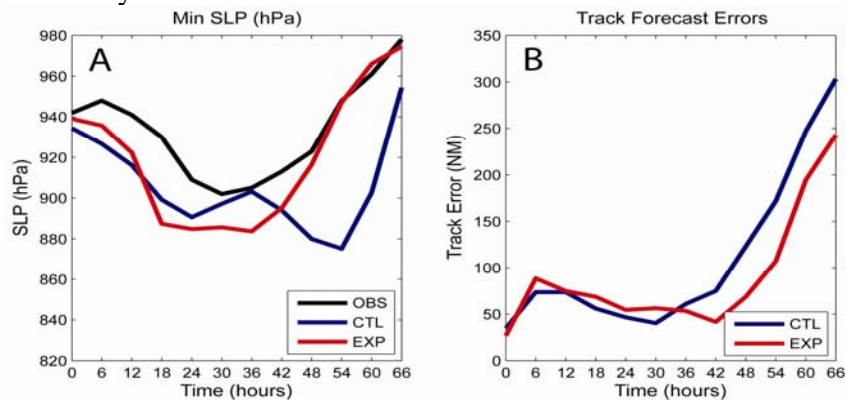 Min SLP (hPa)
A
SLP (hPa)
980
960
940
920
900
880
860
840
820
0 6 12 18 24 30 36 42 48 54 60 66
Time (hours)
OBS
CTL
EXP
Track Forecast Errors
B
Track Error (NM)
350
300
250
200
150
100
50
0
0 6 12 18 24 30 36 42 48 54 60 66
Time (hours)
CTL
EXP